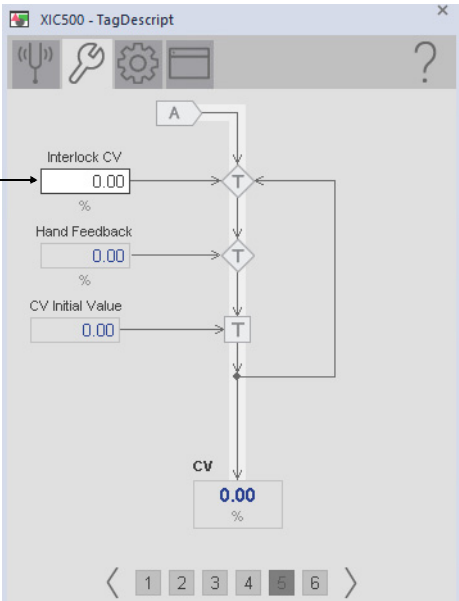 XIC500 - TagDescript
×
?
A
Interlock CV
0.00
T
%
Hand Feedback
0.00
T
%
CV Initial Value
0.00
T
CV
0.00
%
1 2 3 4 5 6